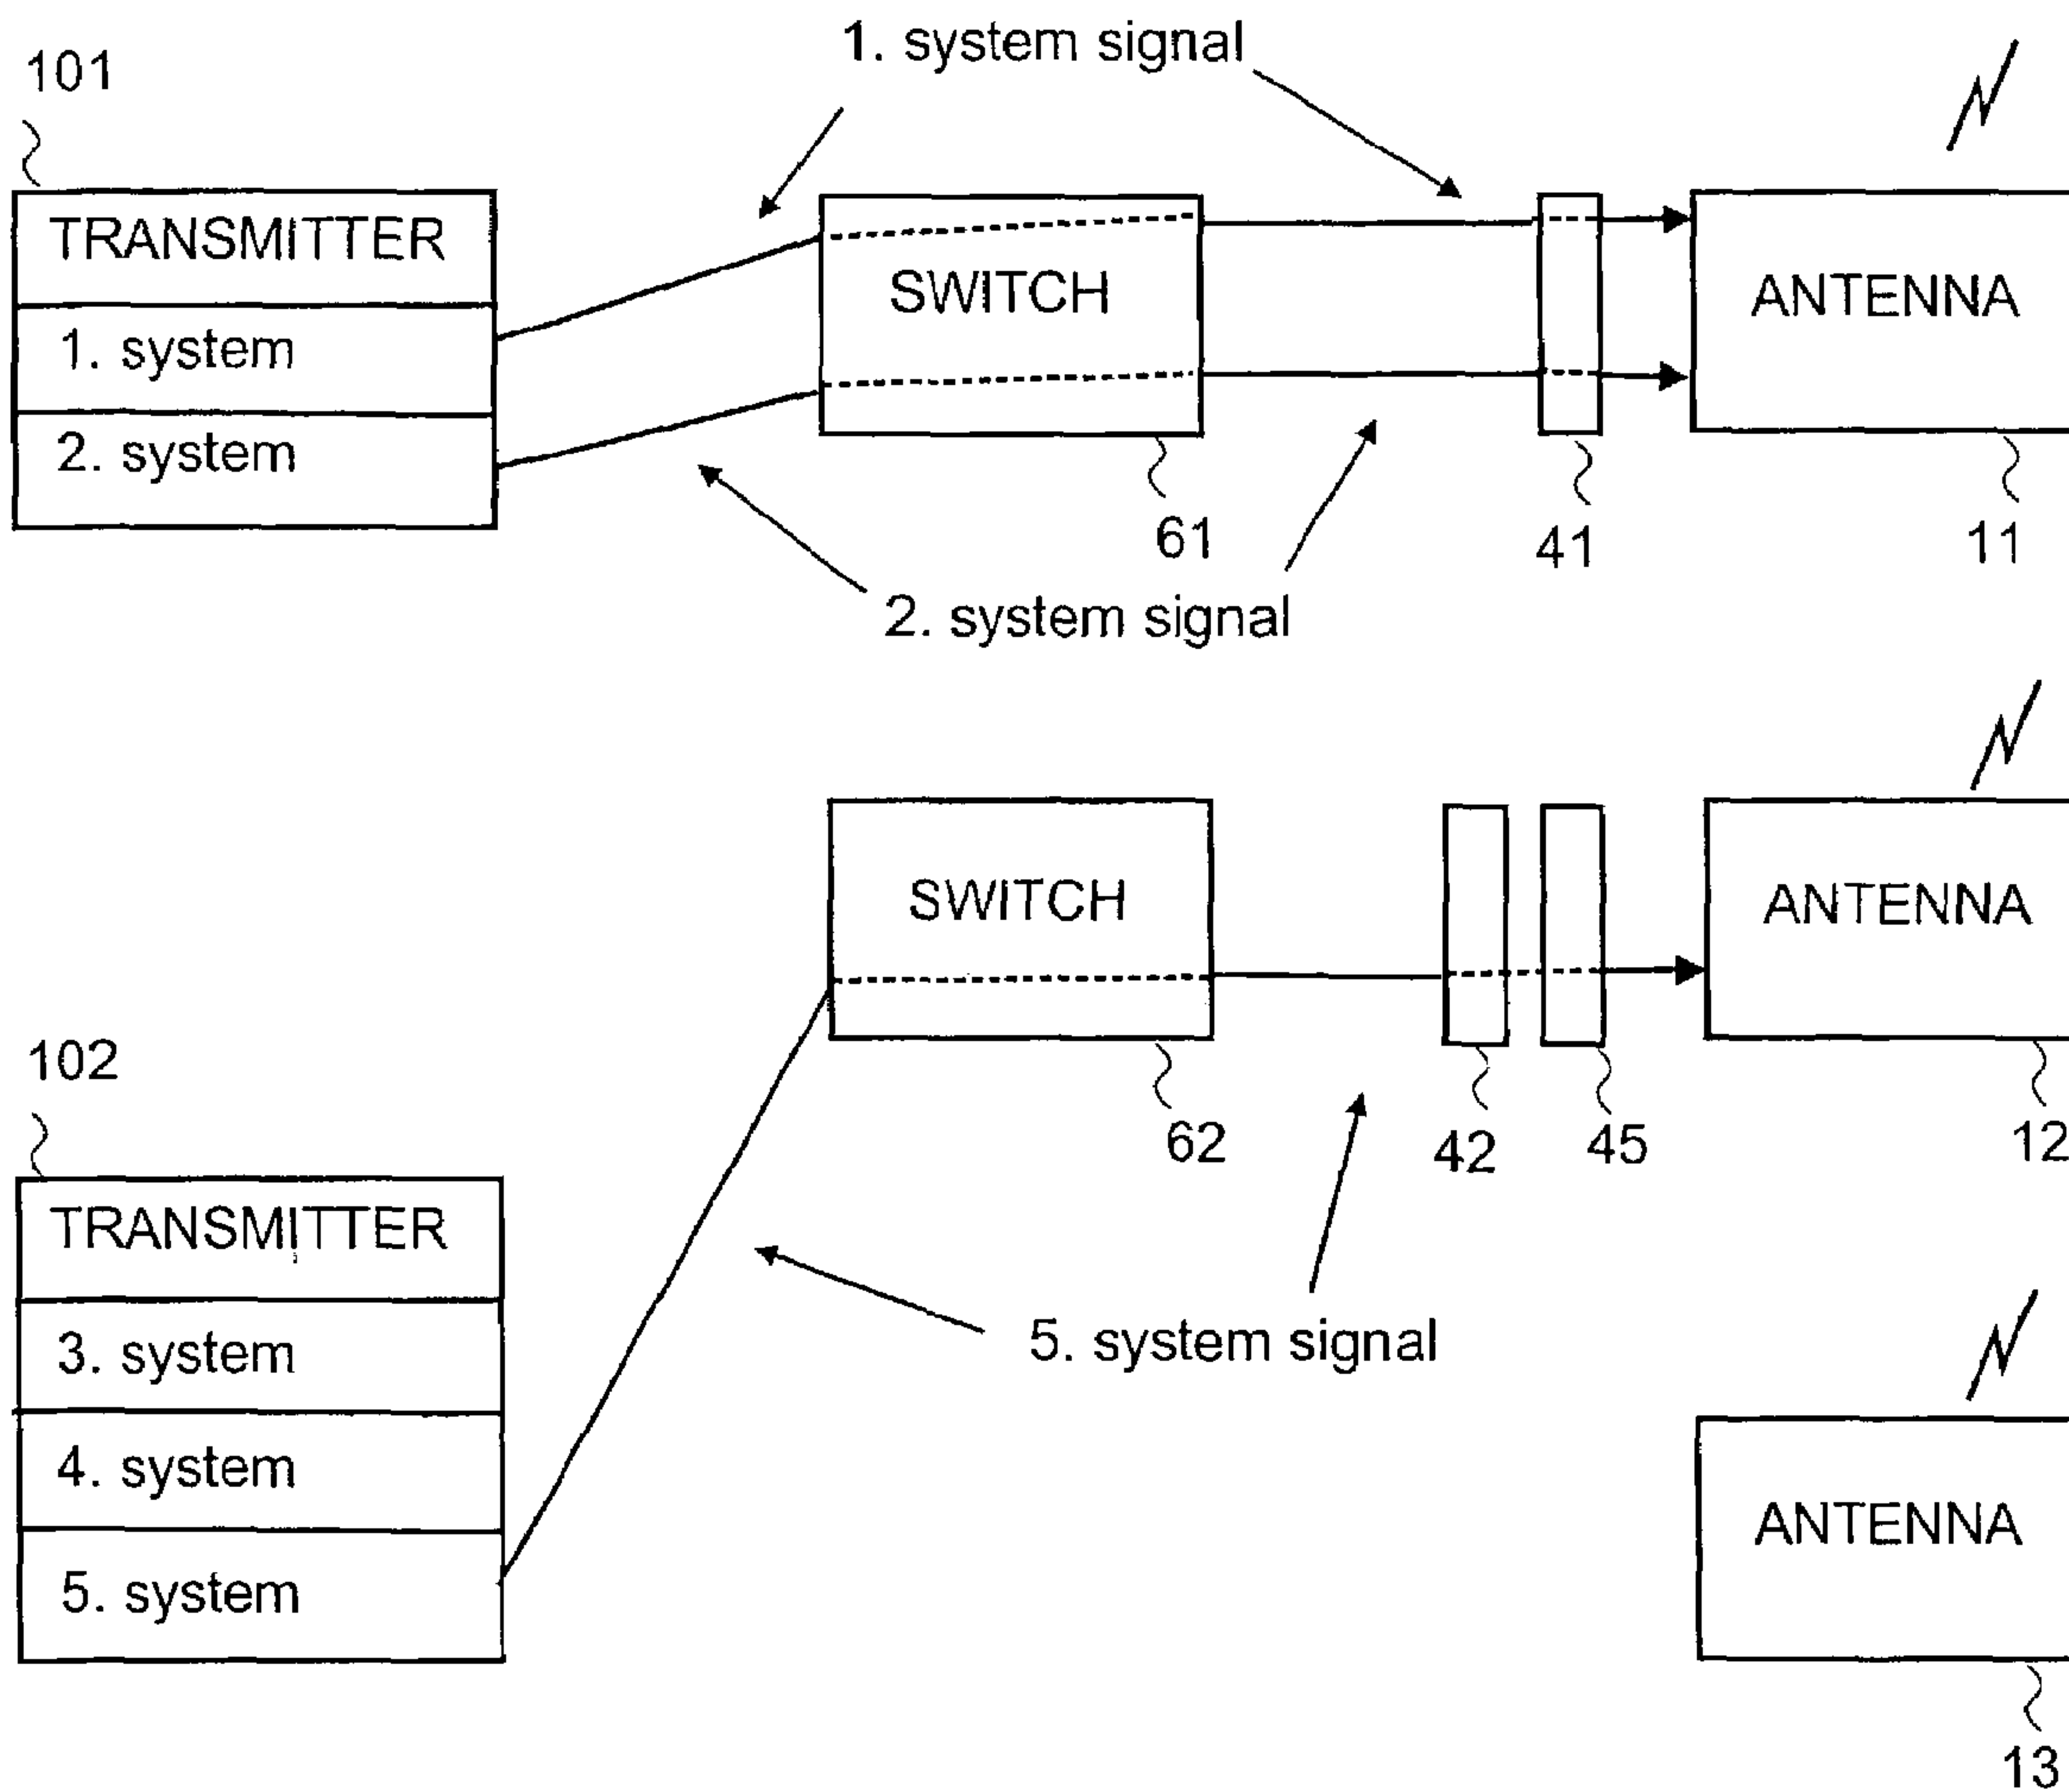 1. system signal
101
TRANSMITTER
1. system
2. system
SWITCH
ANTENNA
61
41
11
2. system signal
SWITCH
ANTENNA
102
62
42
45
12
TRANSMITTER
3. system
4. system
5. system
5. system signal
ANTENNA
13